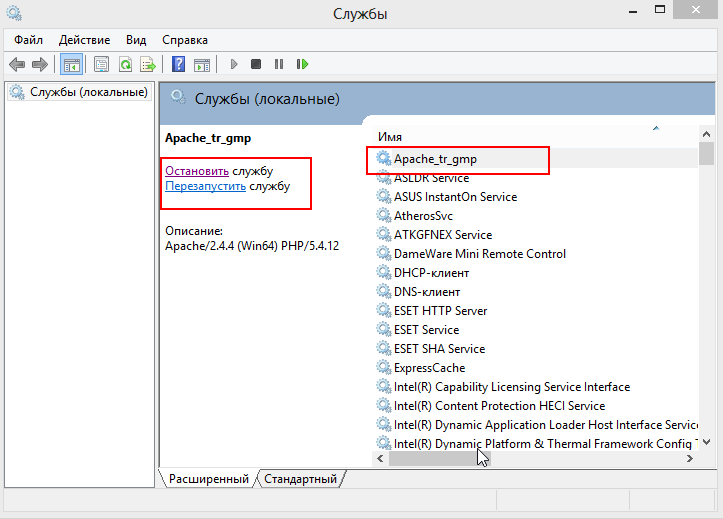 Службы
Файл Действие Вид Справка
Службы (локальные)
Службы (локальные)
Apache_tr_gmp
Остановить службу
Перезапустить службу
Описание:
Apache/2.4.4 (Win64) PHP/5.4.12
Имя
Apache_tr_gmp
ASLDR Service
ASUS InstantOn Service
AtherosSvc
ATKGFNEX Service
DameWare Mini Remote Control
DHCP-клиент
DNS-клиент
ESET HTTP Server
ESET Service
ESET SHA Service
ExpressCache
Intel(R) Capability Licensing Service Interface
Intel(R) Content Protection HECI Service
Intel(R) Dynamic Application Loader Host Interface Service
Intel(R) Dynamic Platform & Thermal Framework Config T
Расширенный Стандартный